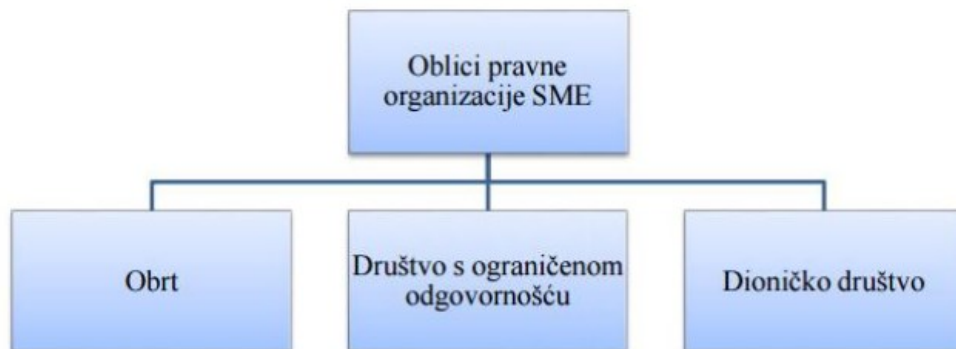 Oblici pravne
organizacije SME
Obrt
Društvo s ograničenom
odgovornošću
Dioničko društvo